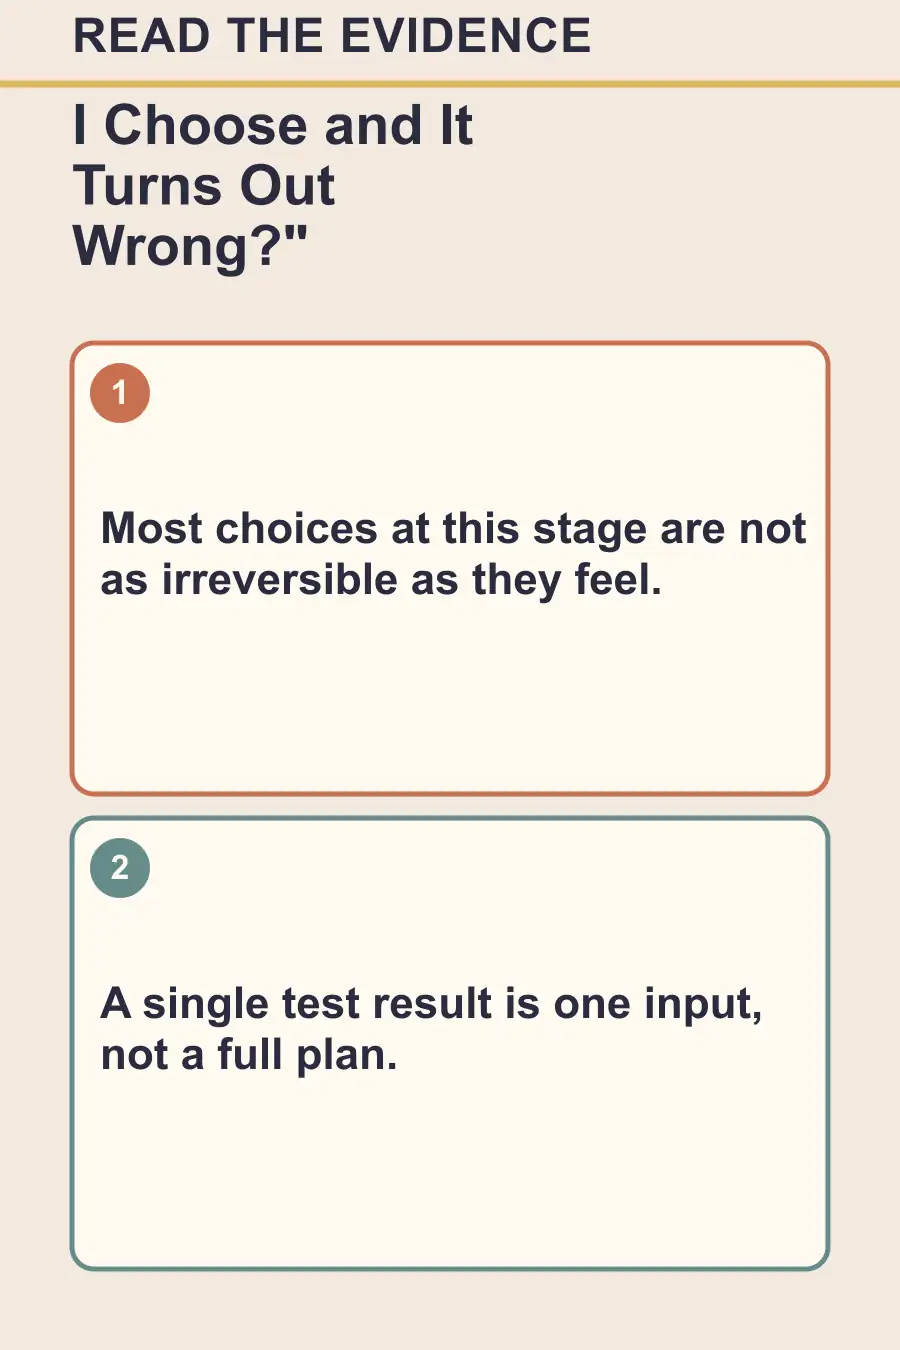 READ THE EVIDENCE
I Choose and It
Turns Out
Wrong?"
1
Most choices at this stage are not
as irreversible as they feel.
2
A single test result is one input,
not a full plan.